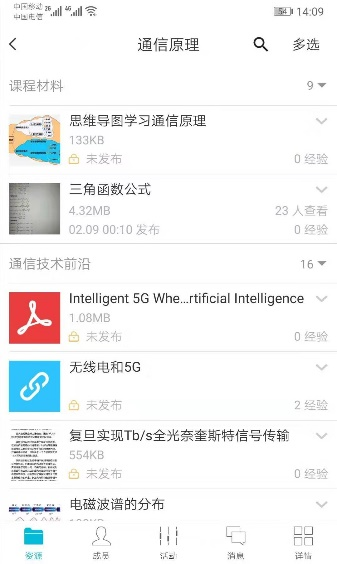 中国移动 26 46
中国电信
54 14:09
通信原理
多选
课程材料
9
思维导图学习通信原理
133KB
未发布
0 经验
三角函数公式
4.32MB
23 人查看
02.09 00:10 发布
0 经验
通信技术前沿
16
Intelligent 5G Whe...rtificial Intelligence
1.08MB
未发布
0 经验
无线电和5G
未发布
2 经验
复旦实现Tb/s全光奈奎斯特信号传输
554KB
未发布
0 经验
电磁波谱的分布
资源
成员
活动
消息
详情